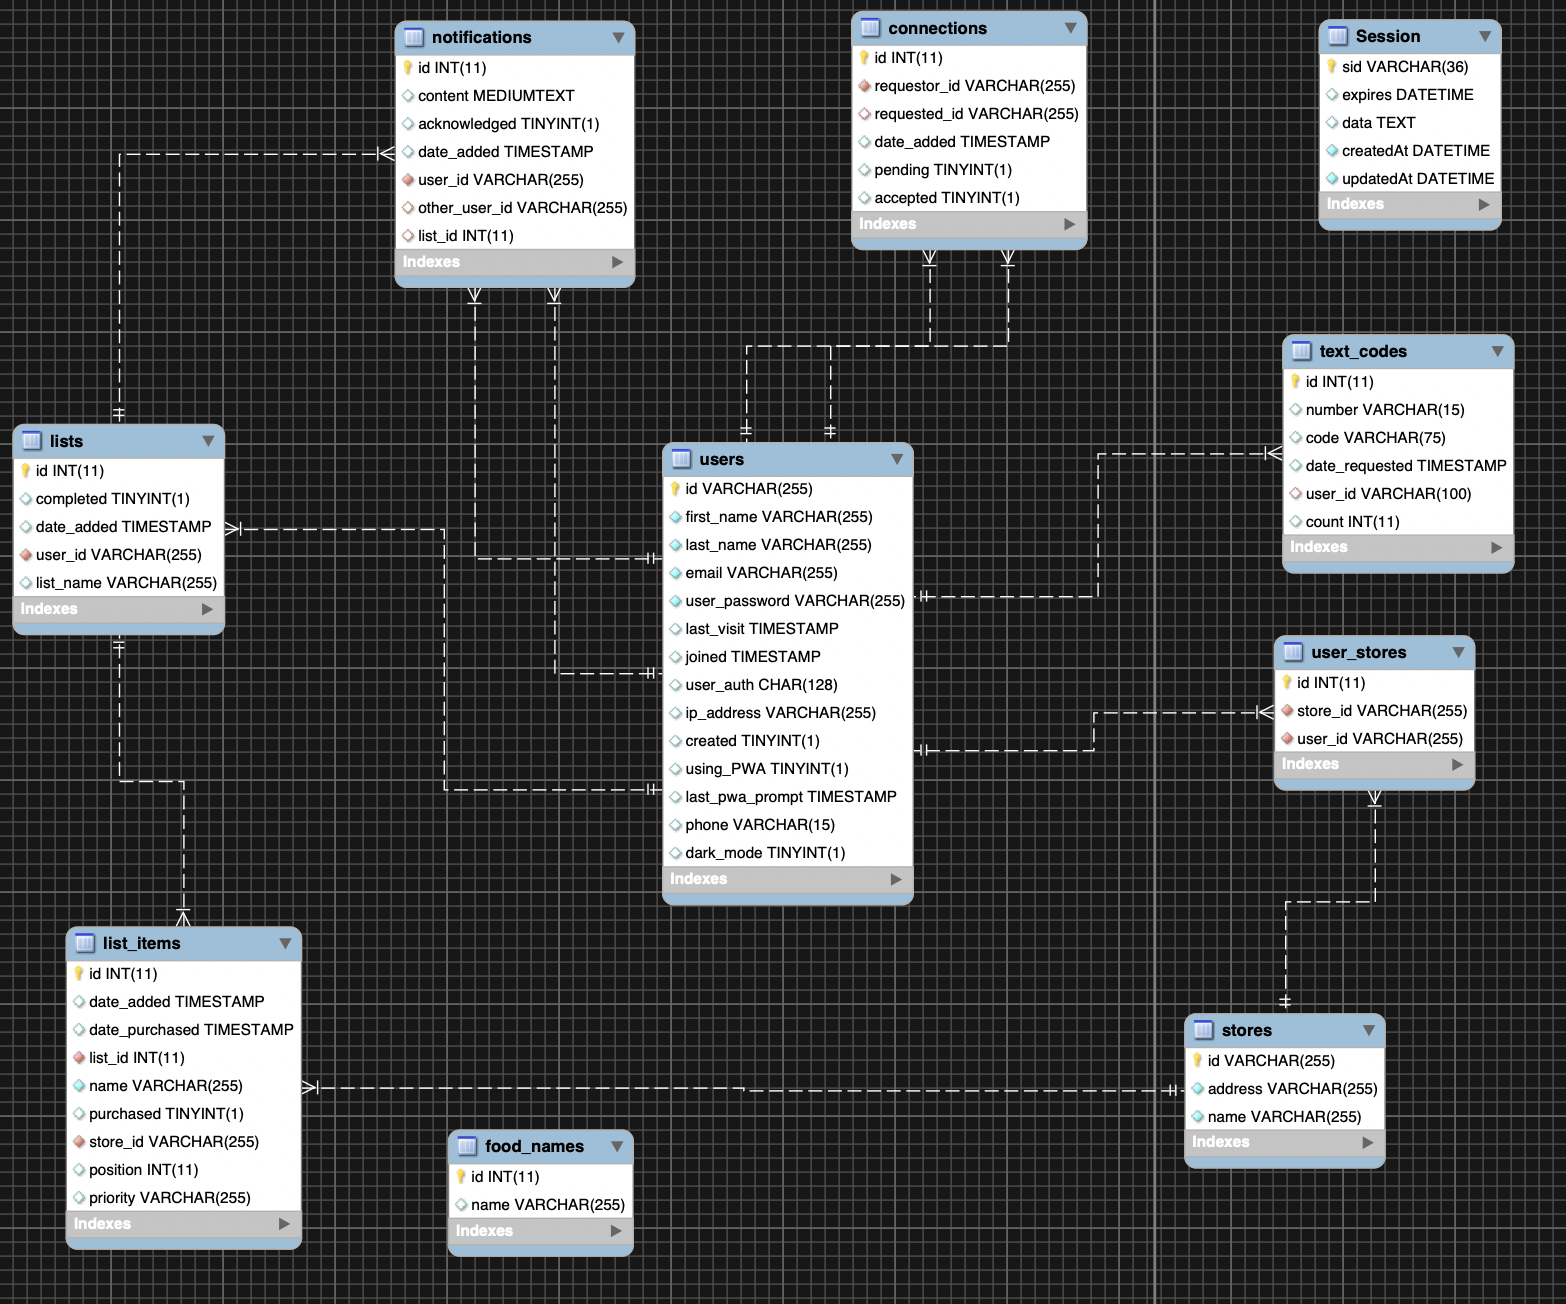 notifications
id INT(11)
content MEDIUMTEXT
acknowledged TINYINT(1)
date_added TIMESTAMP
user_id VARCHAR(255)
other_user_id VARCHAR(255)
list_id INT(11)
Indexes
connections
id INT(11)
requestor_id VARCHAR(255)
requested_id VARCHAR(255)
date_added TIMESTAMP
pending TINYINT(1)
accepted TINYINT(1)
Indexes
Session
sid VARCHAR(36)
expires DATETIME
data TEXT
createdAt DATETIME
updatedAt DATETIME
Indexes
text_codes
id INT(11)
number VARCHAR(15)
code VARCHAR(75)
date_requested TIMESTAMP
user_id VARCHAR(100)
count INT(11)
Indexes
lists
id INT(11)
completed TINYINT(1)
date_added TIMESTAMP
user_id VARCHAR(255)
list_name VARCHAR(255)
Indexes
users
id VARCHAR(255)
first_name VARCHAR(255)
last_name VARCHAR(255)
email VARCHAR(255)
user_password VARCHAR(255)
last_visit TIMESTAMP
joined TIMESTAMP
user_auth CHAR(128)
ip_address VARCHAR(255)
created TINYINT(1)
using_PWA TINYINT(1)
last_pwa_prompt TIMESTAMP
phone VARCHAR(15)
dark_mode TINYINT(1)
Indexes
user_stores
id INT(11)
store_id VARCHAR(255)
user_id VARCHAR(255)
Indexes
list_items
id INT(11)
date_added TIMESTAMP
date_purchased TIMESTAMP
list_id INT(11)
name VARCHAR(255)
purchased TINYINT(1)
store_id VARCHAR(255)
position INT(11)
priority VARCHAR(255)
Indexes
stores
id VARCHAR(255)
address VARCHAR(255)
name VARCHAR(255)
Indexes
food_names
id INT(11)
name VARCHAR(255)
Indexes